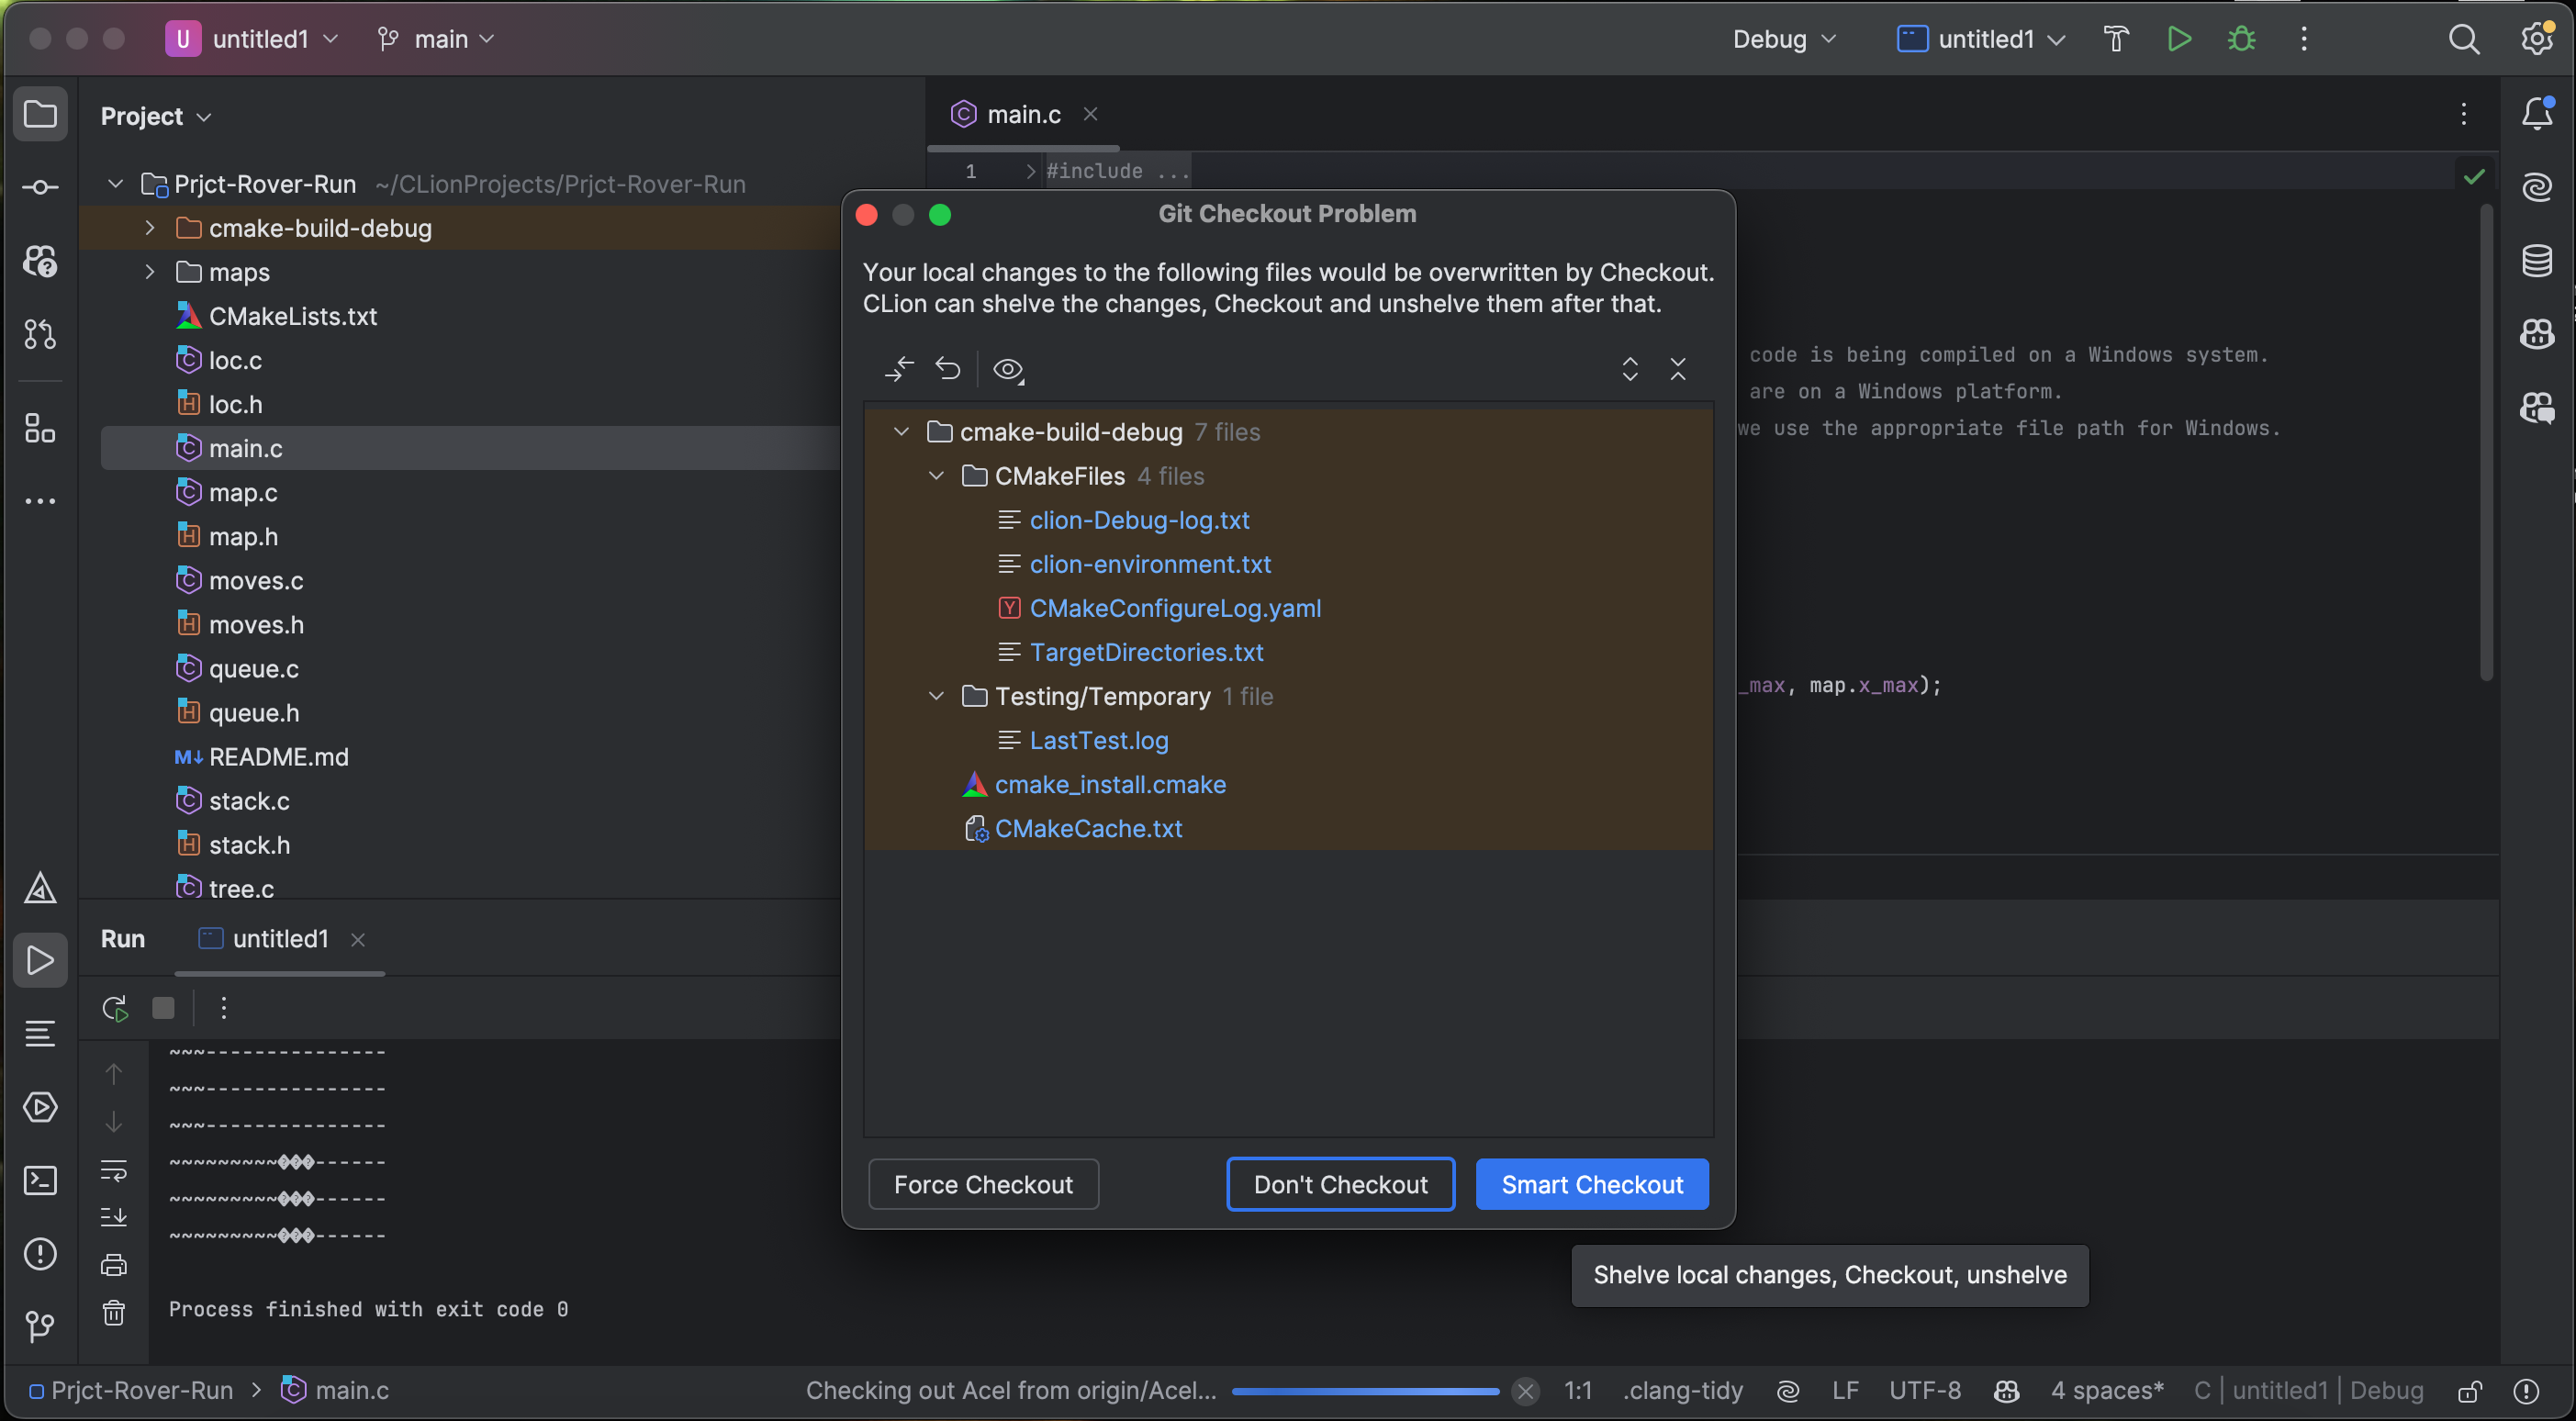 U untitled1 main Debug untitled1
Project
Prjct-Rover-Run ~/CLionProjects/Prjct-Rover-Run
cmake-build-debug
maps
CMakeLists.txt
loc.c
loc.h
main.c
map.c
map.h
moves.c
moves.h
queue.c
queue.h
README.md
stack.c
stack.h
tree.c
main.c
1 #include ...
code is being compiled on a Windows system.
are on a Windows platform.
we use the appropriate file path for Windows.
_max, map.x_max);
Git Checkout Problem
Your local changes to the following files would be overwritten by Checkout.
CLion can shelve the changes, Checkout and unshelve them after that.
cmake-build-debug 7 files
CMakeFiles 4 files
clion-Debug-log.txt
clion-environment.txt
CMakeConfigureLog.yaml
TargetDirectories.txt
Testing/Temporary 1 file
LastTest.log
cmake_install.cmake
CMakeCache.txt
Force Checkout Don't Checkout Smart Checkout
Shelve local changes, Checkout, unshelve
Run untitled1
~~~---------------
~~~---------------
~~~---------------
~~~~~~~~~���------
~~~~~~~~~���------
~~~~~~~~~���------
Process finished with exit code 0
Prjct-Rover-Run > main.c Checking out Acel from origin/Acel... 1:1 .clang-tidy LF UTF-8 4 spaces* C | untitled1 | Debug